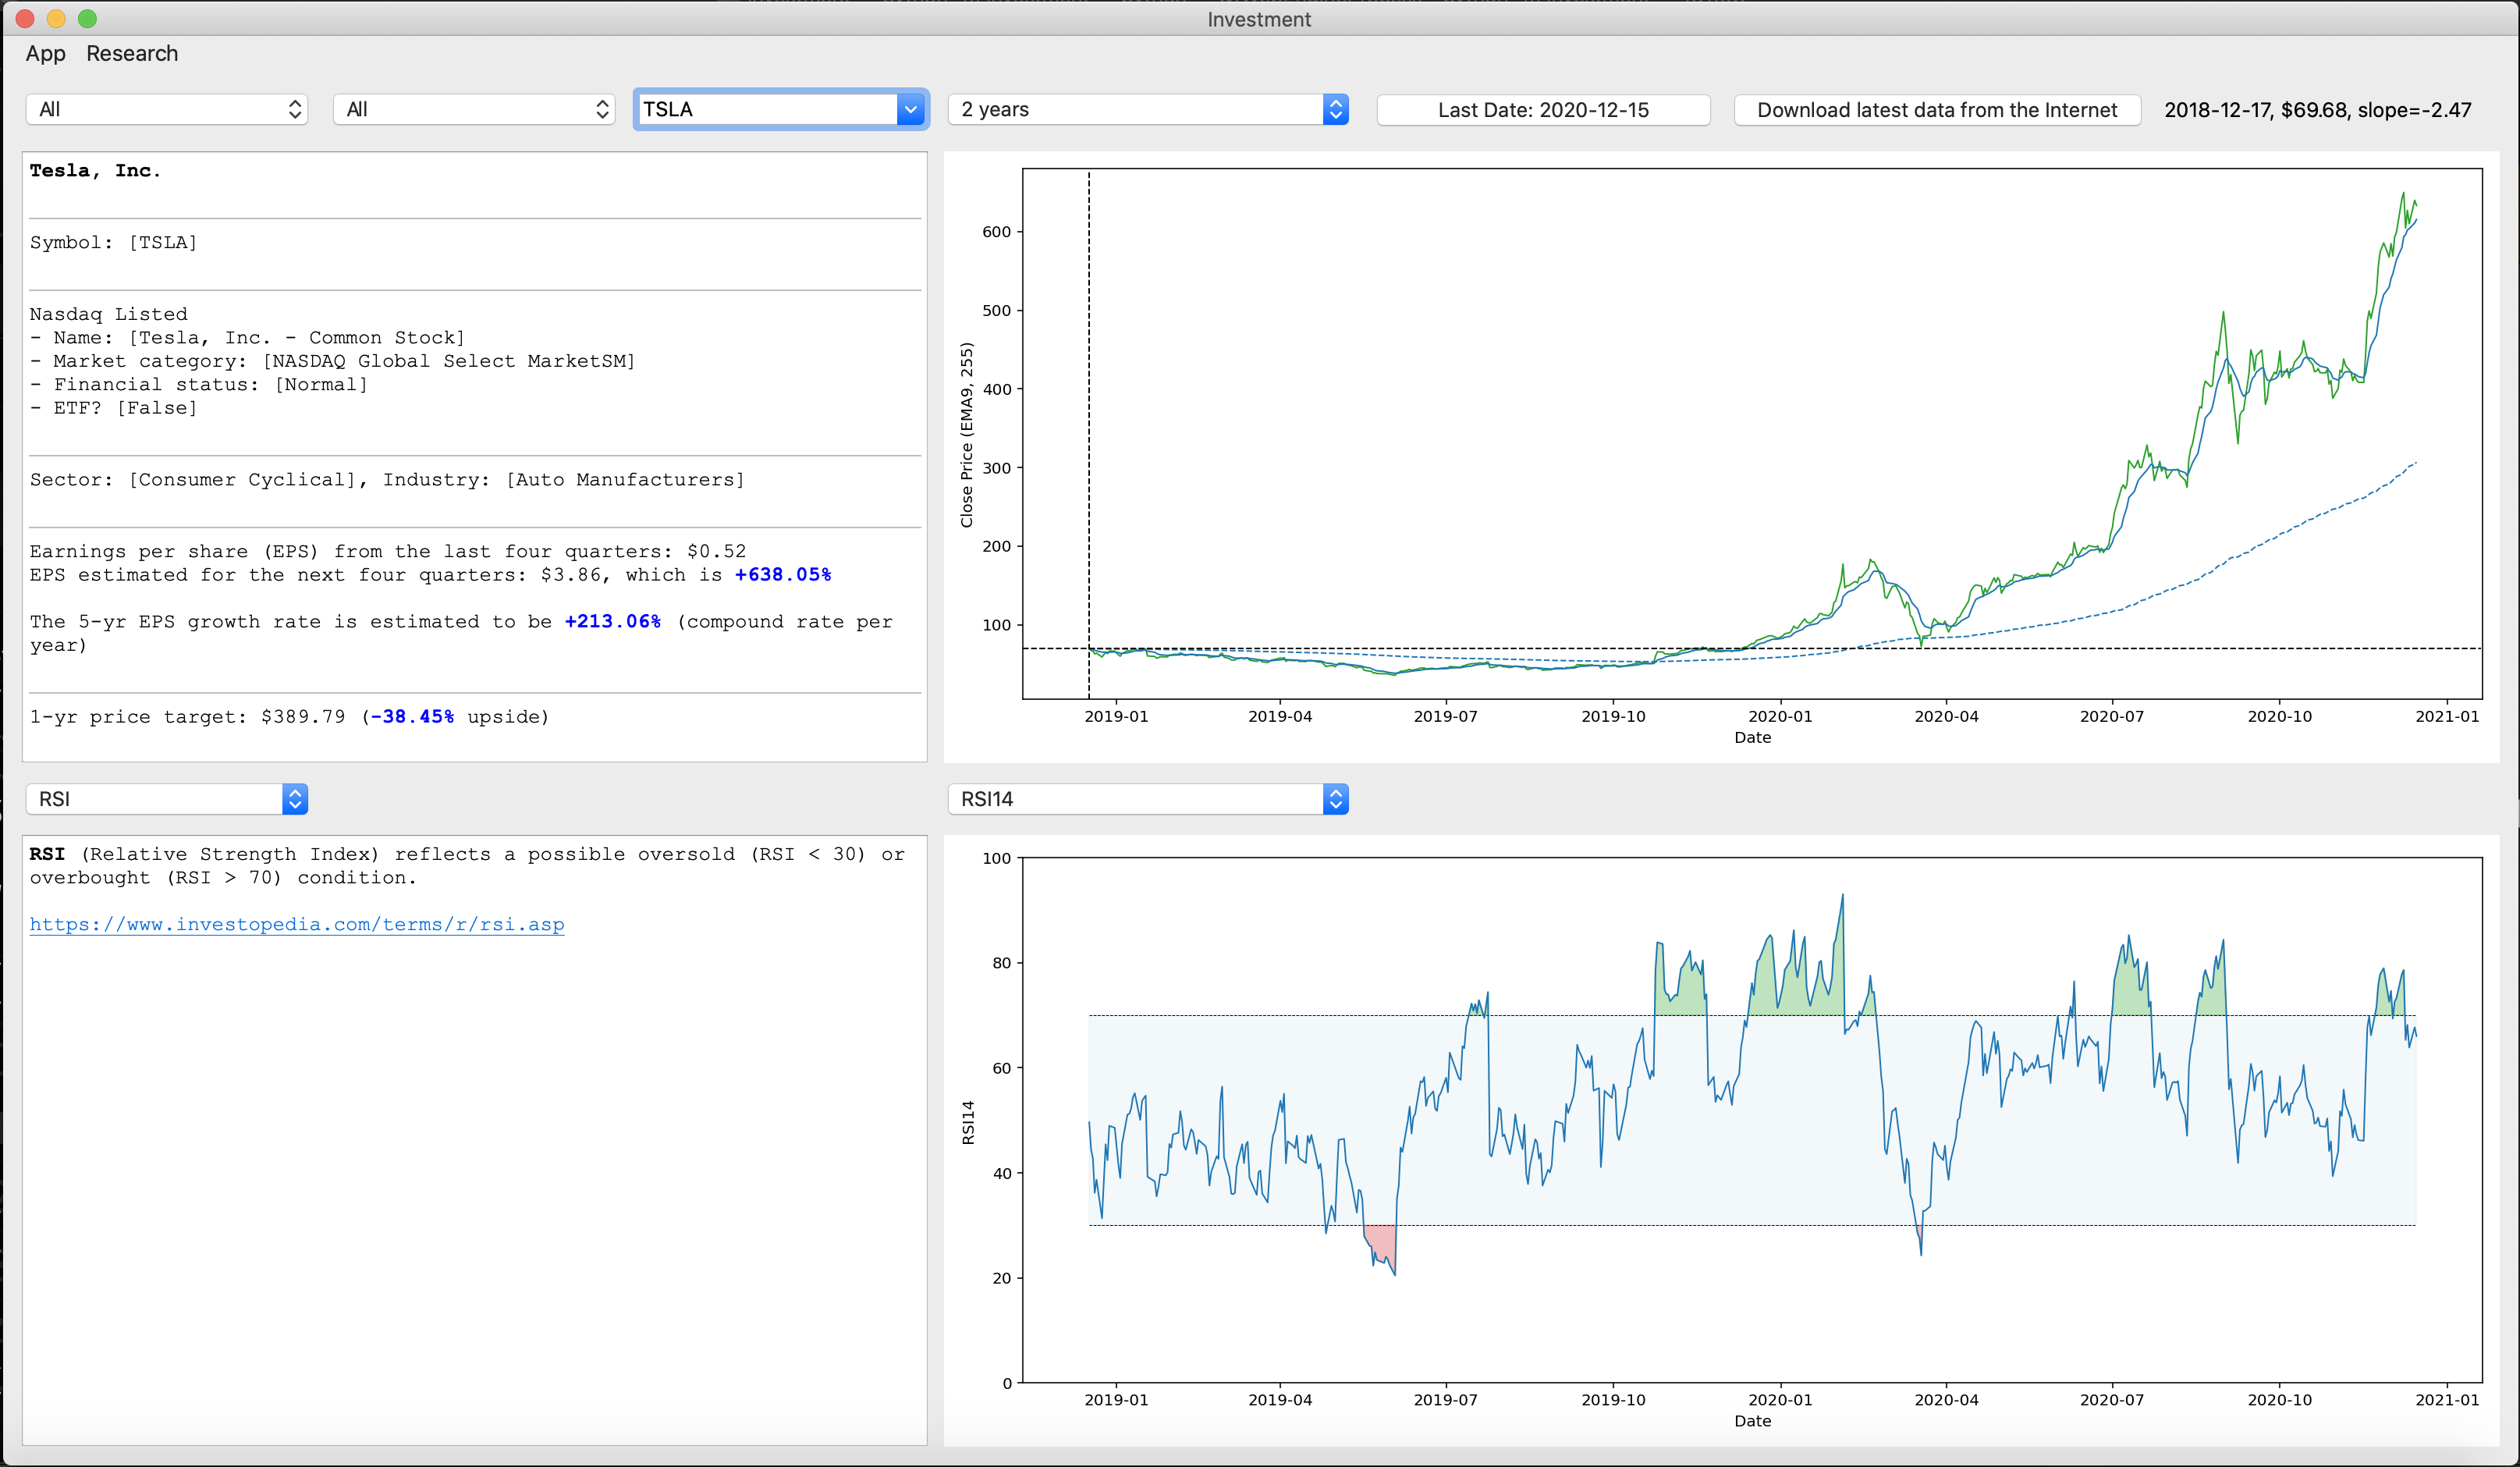 Investment
App Research
All All TSLA 2 years Last Date: 2020-12-15 Download latest data from the Internet 2018-12-17, $69.68, slope=-2.47
Tesla, Inc.
Symbol: [TSLA]
Nasdaq Listed
- Name: [Tesla, Inc. - Common Stock]
- Market category: [NASDAQ Global Select MarketSM]
- Financial status: [Normal]
- ETF? [False]
Sector: [Consumer Cyclical], Industry: [Auto Manufacturers]
Earnings per share (EPS) from the last four quarters: $0.52
EPS estimated for the next four quarters: $3.86, which is +638.05%
The 5-yr EPS growth rate is estimated to be +213.06% (compound rate per
year)
1-yr price target: $389.79 (-38.45% upside)
Close Price (EMA9, 255)
600
500
400
300
200
100
2019-01 2019-04 2019-07 2019-10 2020-01 2020-04 2020-07 2020-10 2021-01
Date
RSI RSI14
RSI (Relative Strength Index) reflects a possible oversold (RSI < 30) or
overbought (RSI > 70) condition.
https://www.investopedia.com/terms/r/rsi.asp
RSI14
100
80
60
40
20
0
2019-01 2019-04 2019-07 2019-10 2020-01 2020-04 2020-07 2020-10 2021-01
Date